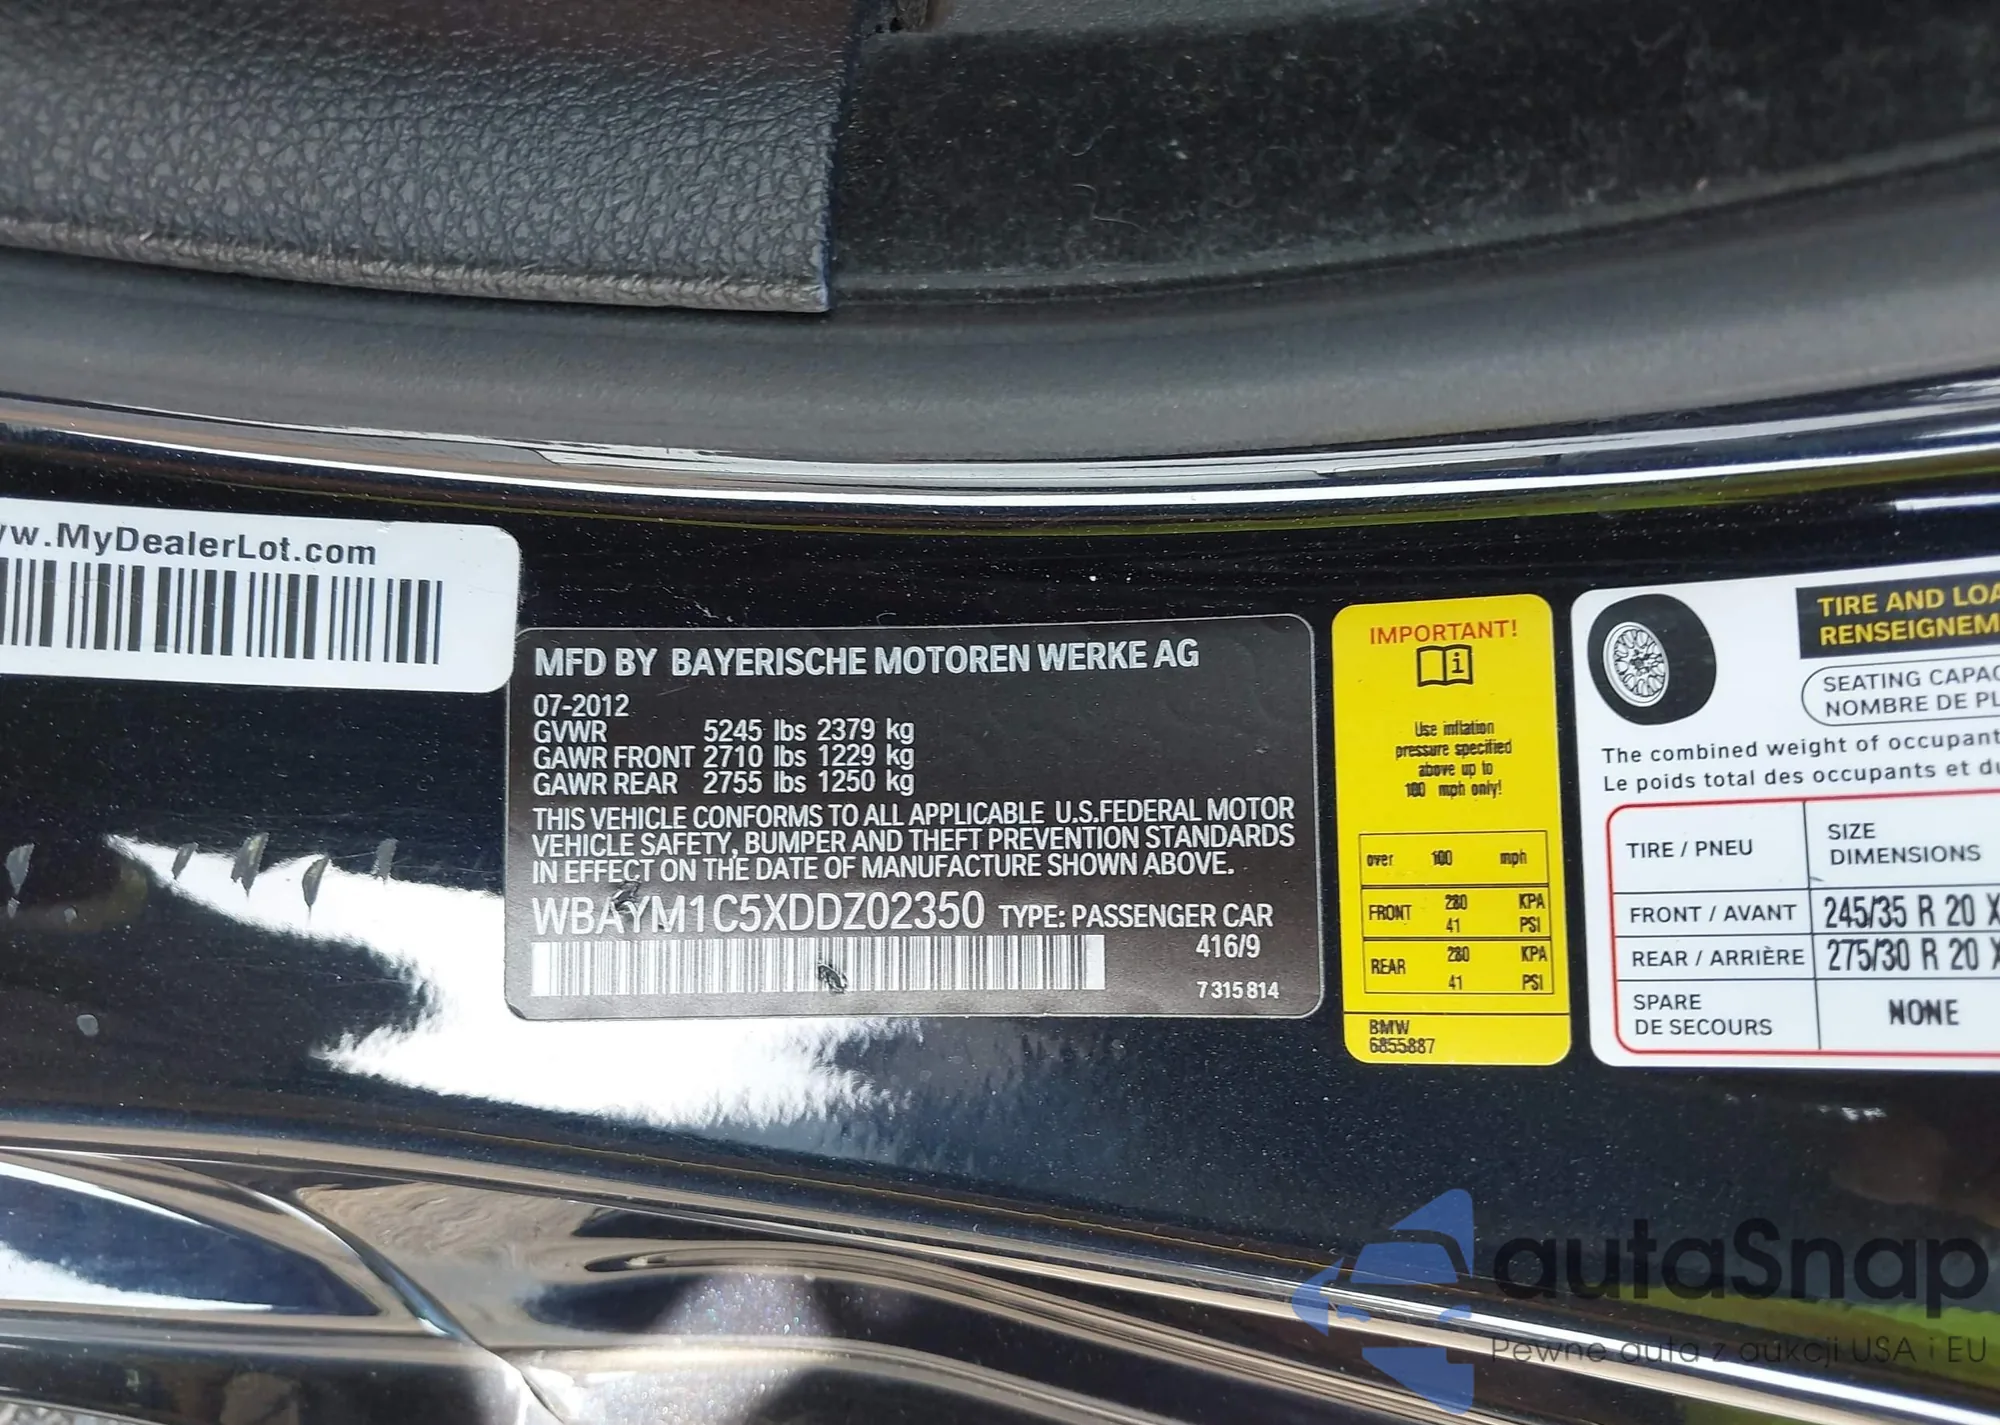 w.MyDealerLot.com
MFD BY BAYERISCHE MOTOREN WERKE AG
07-2012
GVWR 5245 lbs 2379 kg
GAWR FRONT 2710 lbs 1229 kg
GAWR REAR 2755 lbs 1250 kg
THIS VEHICLE CONFORMS TO ALL APPLICABLE U.S.FEDERAL MOTOR
VEHICLE SAFETY, BUMPER AND THEFT PREVENTION STANDARDS
IN EFFECT ON THE DATE OF MANUFACTURE SHOWN ABOVE.
WBAYM1C5XDDZ02350 TYPE: PASSENGER CAR
416/9
7 315 814
IMPORTANT!
i
Use inflation
pressure specified
above up to
100 mph only!
over 100 mph
FRONT 280 KPA
41 PSI
REAR 280 KPA
41 PSI
BMW
6855887
TIRE AND LOA
RENSEIGNEM
SEATING CAPAC
NOMBRE DE PL
The combined weight of occupant
Le poids total des occupants et du
TIRE / PNEU
SIZE
DIMENSIONS
FRONT / AVANT 245/35 R 20 X
REAR / ARRIÈRE 275/30 R 20 X
SPARE
DE SECOURS
NONE
autaSnap
Pewne auta z aukcji USA i EU